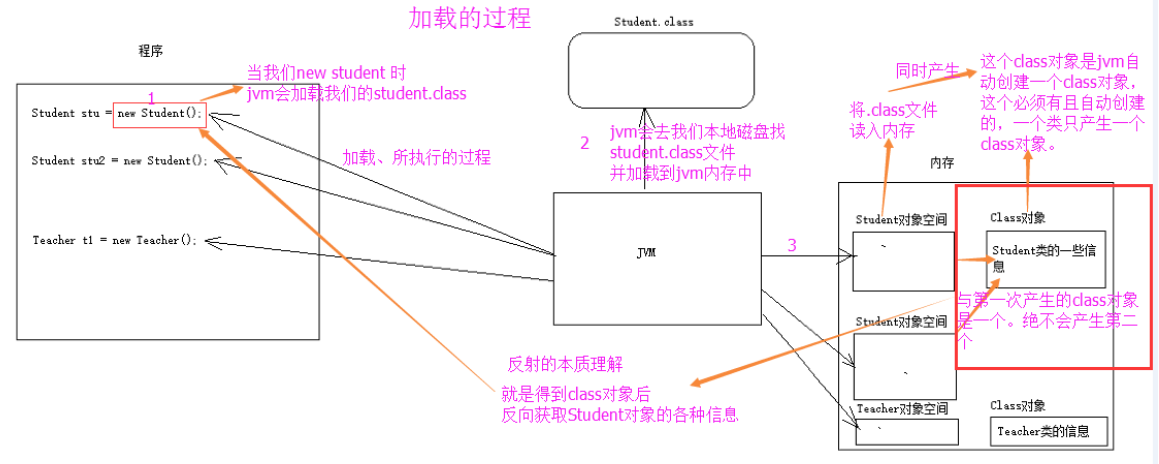 加载的过程
Student.class
程序
当我们new student 时
jvm会加载我们的student.class
1
Student stu = new Student();
加载、所执行的过程
Student stu2 = new Student();
Teacher t1 = new Teacher();
2
jvm会去我们本地磁盘找
student.class文件
并加载到jvm内存中
JVM
3
同时产生
将.class文件
读入内存
这个class对象是jvm自
动创建一个class对象，
这个必须有且自动创建
的，一个类只产生一个
class对象。
内存
Student对象空间
Class对象
Student类的一些信
息
与第一次产生的class对象
是一个。绝不会产生第二
个
Student对象空间
反射的本质理解
就是得到class对象后
反向获取Student对象的各种信息
Teacher对象空间
Class对象
Teacher类的信息